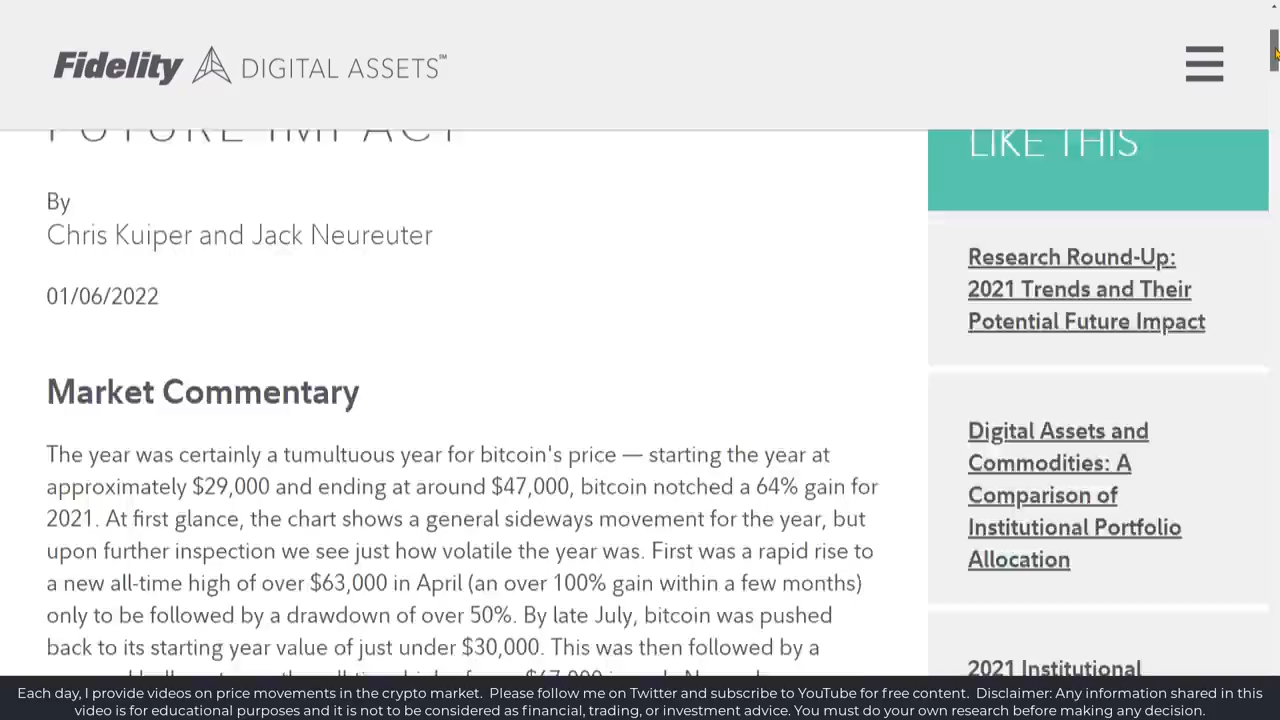 Fidelity DIGITAL ASSETS™
FUTURE IMPACT
By
Chris Kuiper and Jack Neureuter
01/06/2022
Market Commentary
The year was certainly a tumultuous year for bitcoin's price — starting the year at
approximately $29,000 and ending at around $47,000, bitcoin notched a 64% gain for
2021. At first glance, the chart shows a general sideways movement for the year, but
upon further inspection we see just how volatile the year was. First was a rapid rise to
a new all-time high of over $63,000 in April (an over 100% gain within a few months)
only to be followed by a drawdown of over 50%. By late July, bitcoin was pushed
back to its starting year value of just under $30,000. This was then followed by a
LIKE THIS
Research Round-Up:
2021 Trends and Their
Potential Future Impact
Digital Assets and
Commodities: A
Comparison of
Institutional Portfolio
Allocation
2021 Institutional
Each day, I provide videos on price movements in the crypto market. Please follow me on Twitter and subscribe to YouTube for free content. Disclaimer: Any information shared in this
video is for educational purposes and it is not to be considered as financial, trading, or investment advice. You must do your own research before making any decision.